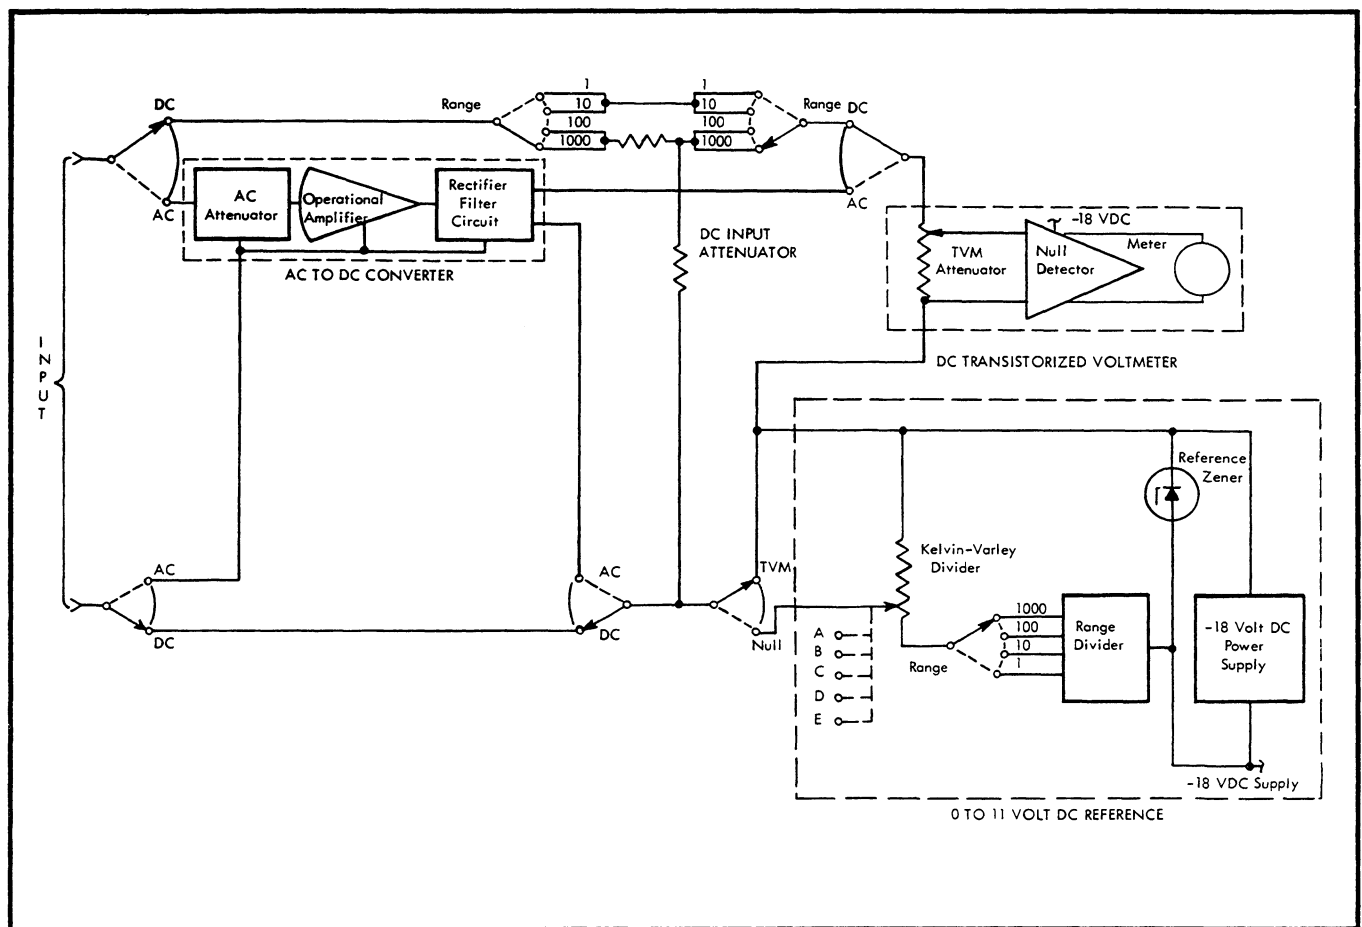 DC
Range
1
10
100
1000
1
10
100
1000
Range
DC
AC
AC
Attenuator
Operational
Amplifier
Rectifier
Filter
Circuit
AC
AC TO DC CONVERTER
DC INPUT
ATTENUATOR
-18 VDC
TVM
Attenuator
Null
Detector
Meter
DC TRANSISTORIZED VOLTMETER
INPUT
Reference
Zener
Kelvin-Varley
Divider
AC
DC
AC
DC
TVM
Null
A
B
C
D
E
Range
1000
100
10
1
Range
Divider
-18 Volt DC
Power
Supply
-18 VDC Supply
0 TO 11 VOLT DC REFERENCE